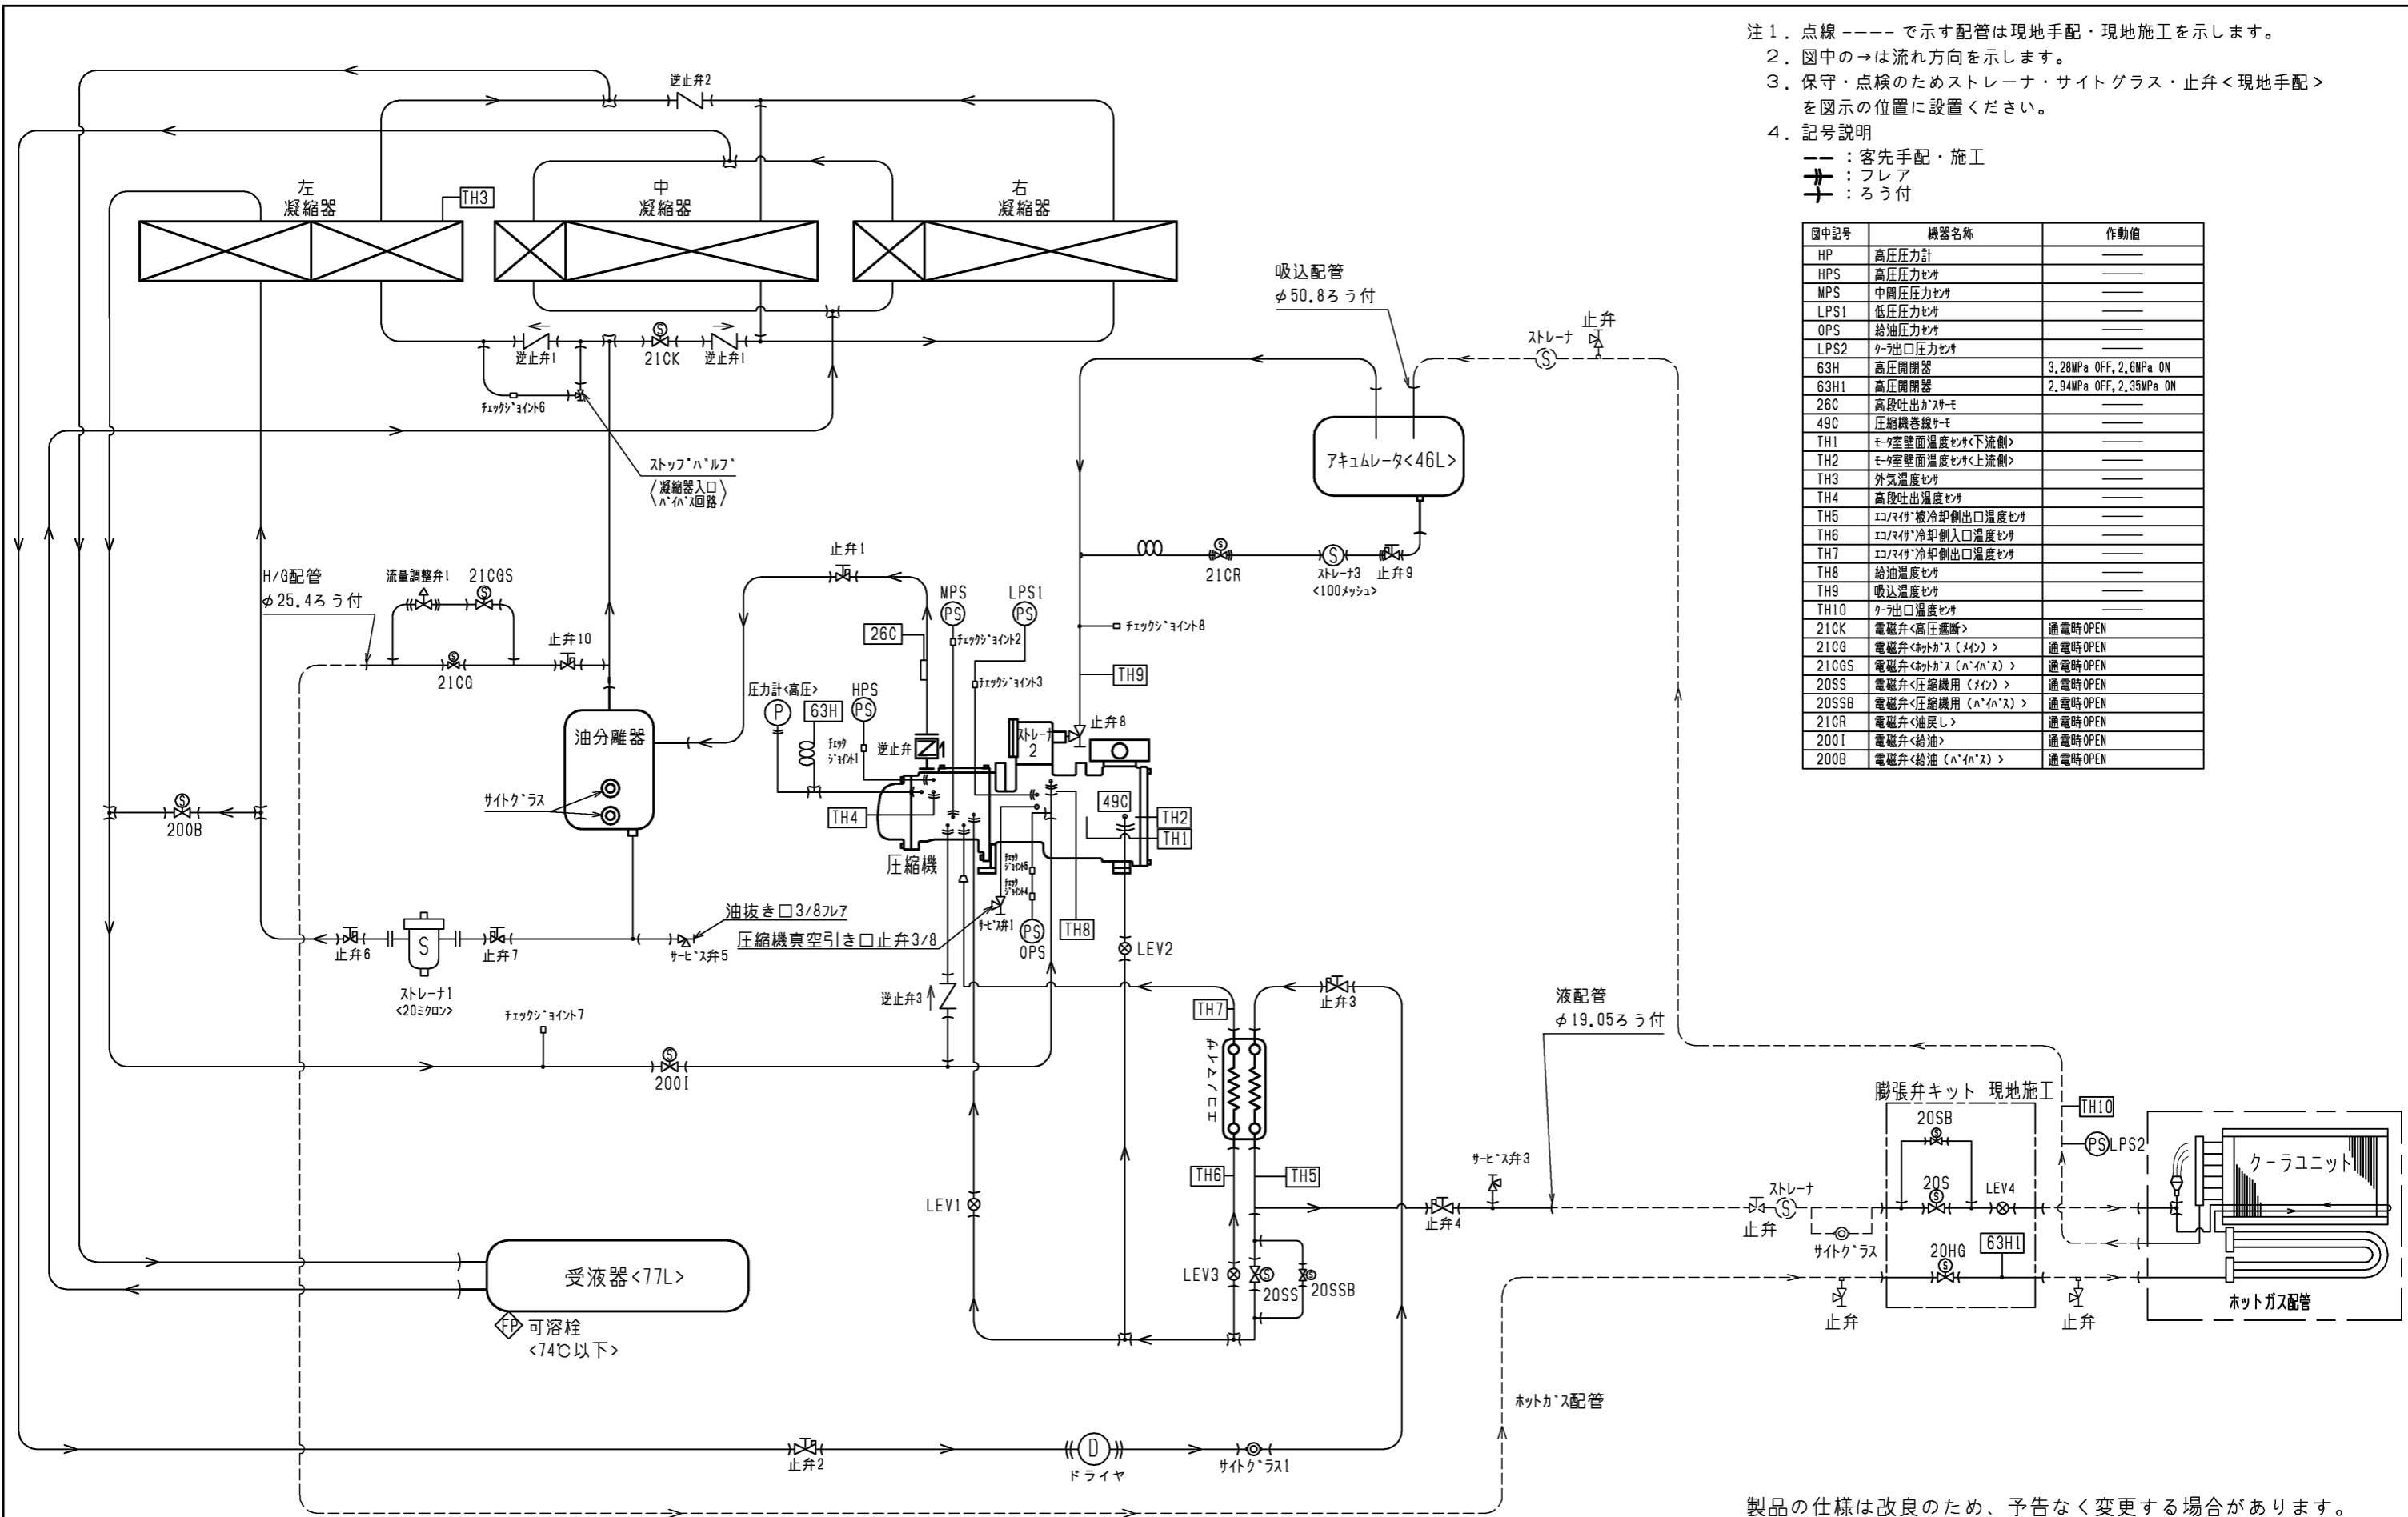 注1．点線 ---- で示す配管は現地手配・現地施工を示します。
2．図中の→は流れ方向を示します。
3．保守・点検のためストレーナ・サイトグラス・止弁＜現地手配＞
を図示の位置に設置ください。
4．記号説明
：客先手配・施工
：フレア
：ろう付
図中記号 機器名称 作動値
HP 高圧圧力計 ――
HPS 高圧圧力センサ ――
MPS 中間圧圧力センサ ――
LPS1 低圧圧力センサ ――
OPS 給油圧力センサ ――
LPS2 クーラ出口圧力センサ ――
63H 高圧開閉器 3.28MPa OFF,2.6MPa ON
63H1 高圧開閉器 2.94MPa OFF,2.35MPa ON
26C 高段吐出ガスサーモ ――
49C 圧縮機巻線サーモ ――
TH1 モータ室壁面温度センサ<下流側> ――
TH2 モータ室壁面温度センサ<上流側> ――
TH3 外気温度センサ ――
TH4 高段吐出温度センサ ――
TH5 エコノマイザ被冷却側出口温度センサ ――
TH6 エコノマイザ冷却側入口温度センサ ――
TH7 エコノマイザ冷却側出口温度センサ ――
TH8 給油温度センサ ――
TH9 吸込温度センサ ――
TH10 クーラ出口温度センサ ――
21CK 電磁弁<高圧遮断> 通電時OPEN
21CG 電磁弁<ホットガス（メイン）> 通電時OPEN
21CGS 電磁弁<ホットガス（バイパス）> 通電時OPEN
20SS 電磁弁<圧縮機用（メイン）> 通電時OPEN
20SSB 電磁弁<圧縮機用（バイパス）> 通電時OPEN
21CR 電磁弁<油戻し> 通電時OPEN
20OI 電磁弁<給油> 通電時OPEN
20OB 電磁弁<給油（バイパス）> 通電時OPEN
逆止弁2
左
凝縮器
TH3
中
凝縮器
右
凝縮器
逆止弁1
S
21CK
逆止弁1
チェックジョイント6
ストップバルブ
〈凝縮器入口
バイパス回路〉
吸込配管
φ50.8ろう付
ストレーナ
S
止弁
アキュムレータ<46L>
S
21CR
S
ストレーナ3
<100メッシュ>
止弁9
H/G配管
φ25.4ろう付
流量調整弁1
S
21CGS
S
21CG
止弁10
止弁1
26C
MPS
PS
チェックジョイント2
LPS1
PS
チェックジョイント3
チェックジョイント8
TH9
圧力計<高圧>
P
63H
HPS
PS
チェック
ジョイント1
逆止弁
ストレーナ
2
止弁8
油分離器
サイトグラス
S
20OB
TH4
49C
TH2
TH1
圧縮機
チェック
ジョイント5
チェック
ジョイント4
サービス弁1
PS
OPS
TH8
油抜き口3/8フレア
圧縮機真空引き口止弁3/8
止弁6
S
止弁7
サービス弁5
ストレーナ1
<20ミクロン>
LEV2
逆止弁3
チェックジョイント7
S
20OI
TH7
止弁3
エコノマイザ
液配管
φ19.05ろう付
TH6
TH5
LEV1
サービス弁3
止弁4
ストレーナ
S
止弁
サイトグラス
膨張弁キット 現地施工
20SB
S
20S
S
LEV4
20HG
S
63H1
TH10
PS
LPS2
クーラユニット
止弁
止弁
ホットガス配管
LEV3
S
20SS
S
20SSB
受液器<77L>
FP
可溶栓
<74℃以下>
ホットガス配管
止弁2
D
ドライヤ
サイトグラス1
製品の仕様は改良のため、予告なく変更する場合があります。